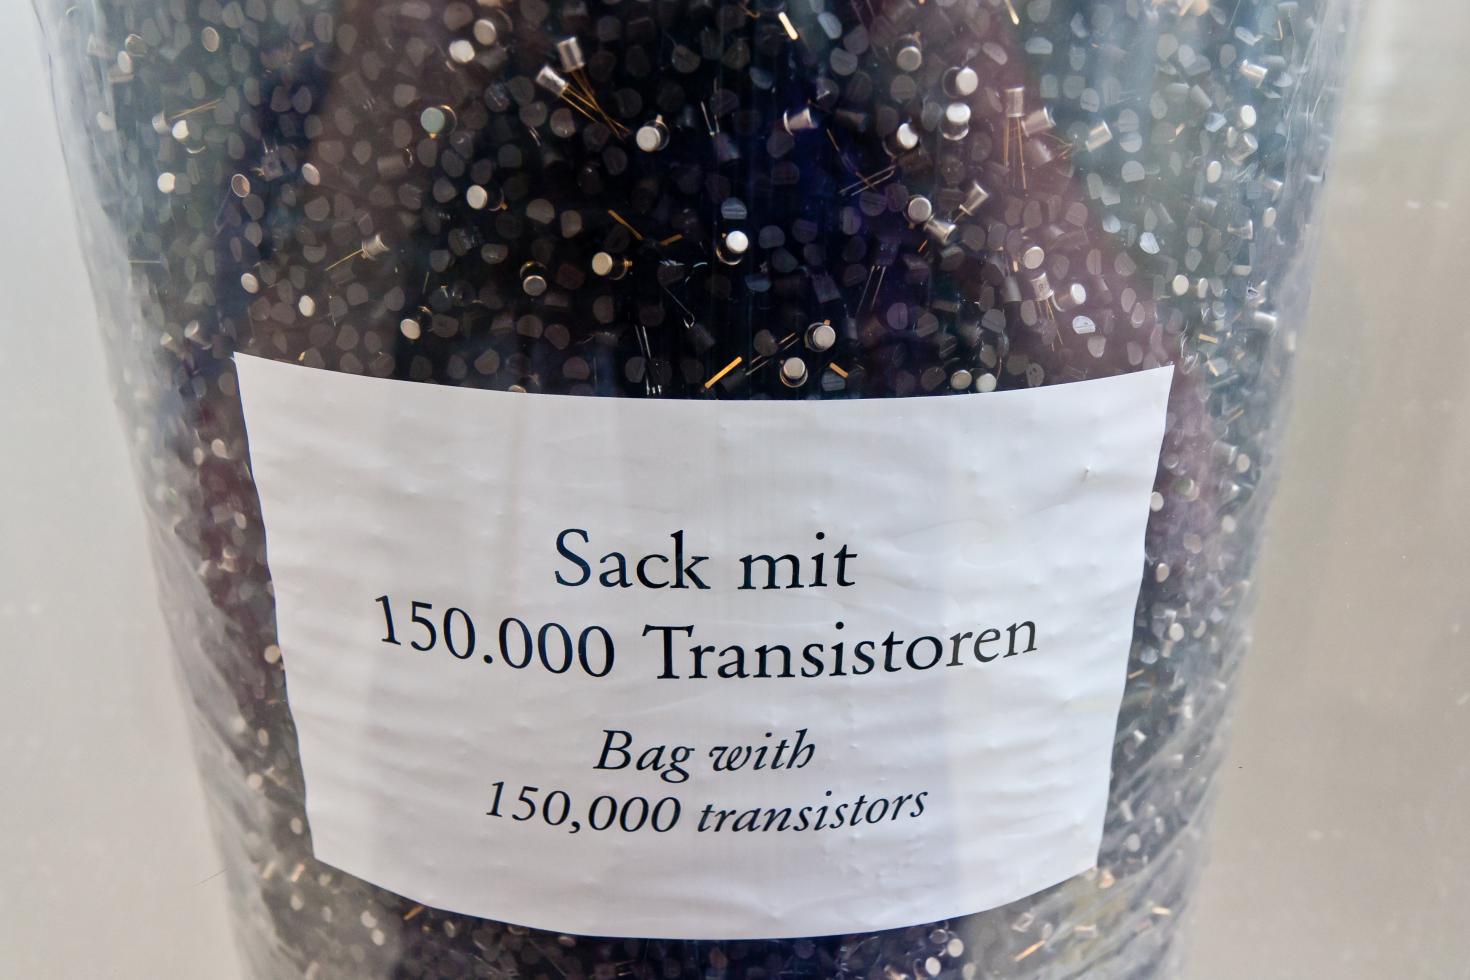 Sack mit
150.000 Transistoren
Bag with
150,000 transistors